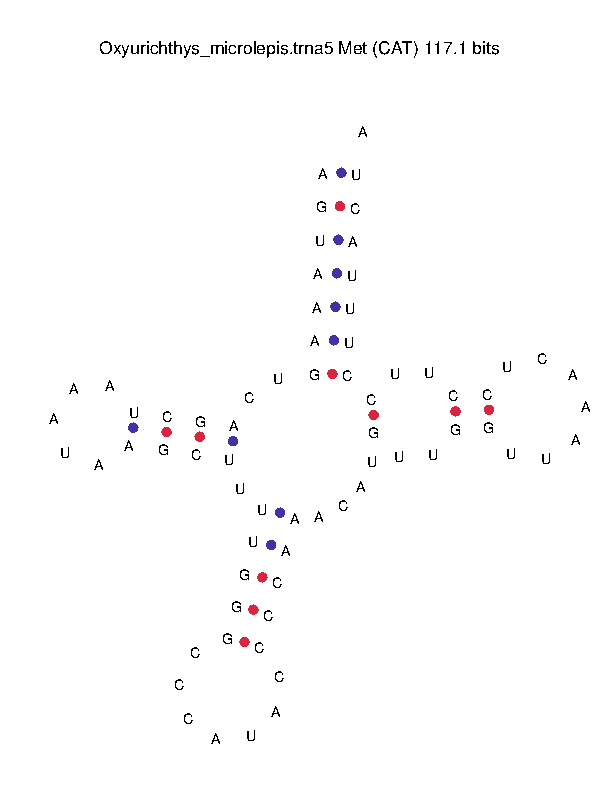 Oxyurichthys_microlepis.trna5 Met (CAT) 117.1 bits
A
A U
G C
U A
A U
A U
A U
U G C U U U C A
A A C C C C A
A U C G A G G G A
U A G C U U U U U U
A
U A
U A A C
U A
G C
G C
G C
C
C C
C A
A U